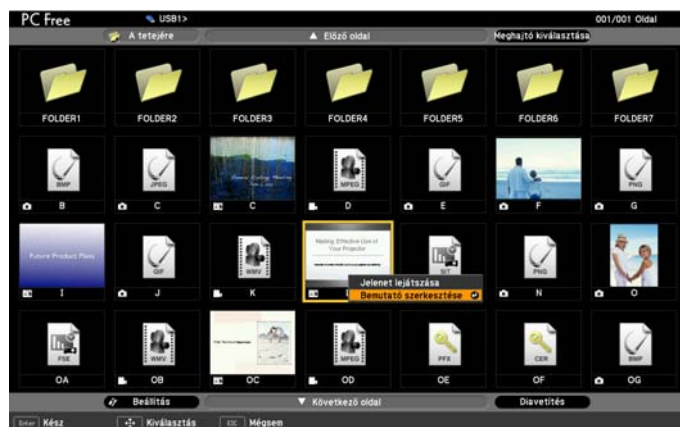 PC Free USB1> 001/001 Oldal
A tetejére Előző oldal Meghajtó kiválasztása
FOLDER1 FOLDER2 FOLDER3 FOLDER4 FOLDER5 FOLDER6 FOLDER7
BMP JPEG MPEG GIF PNG
B C C D E F G
Future Product Plans GIF WMV Making Effective Use of Your Projector SIT PNG
Jelenet lejátszása
Bemutató szerkesztése
I J K N O
FSE WMV MPEG PFX CER BMP
OA OB OC OD OE OF OG
Beállítás Következő oldal Diavetítés
Enter Kész Kiválasztás ESC Mégsem